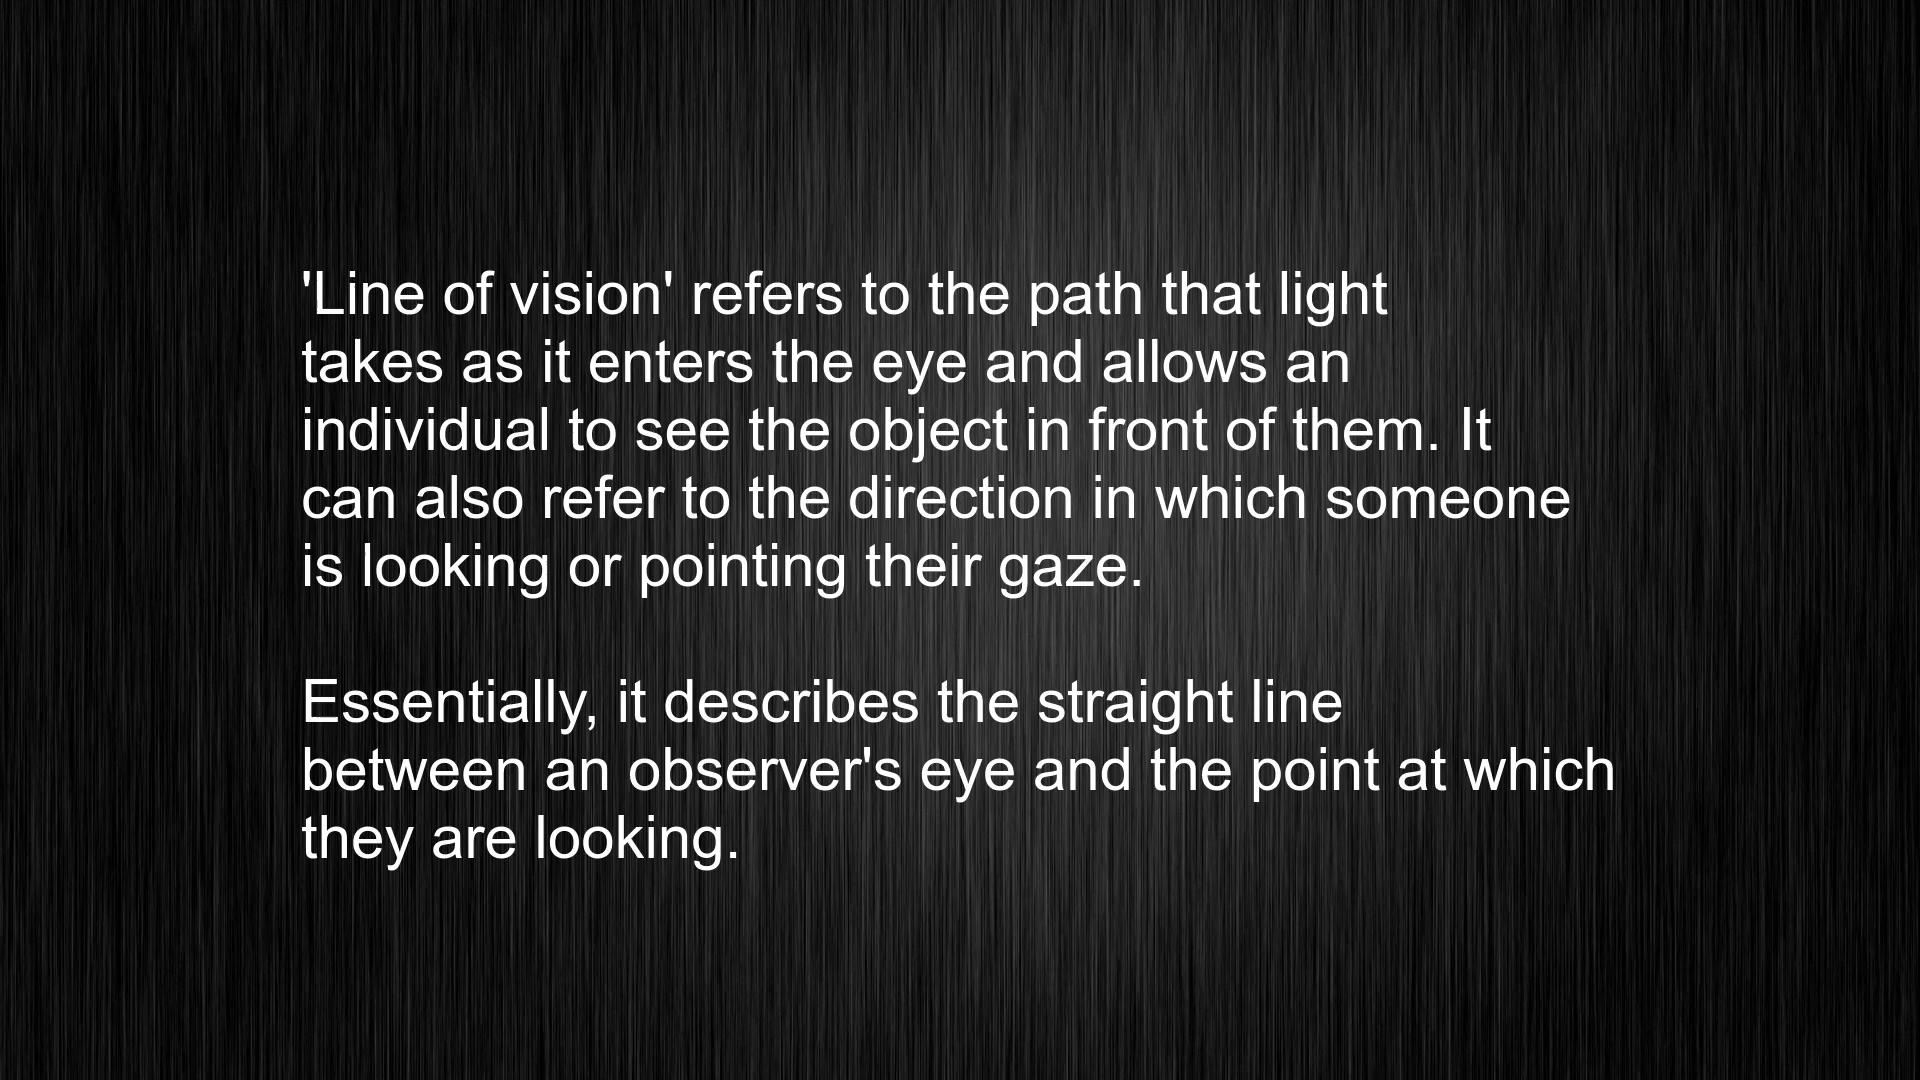 'Line of vision' refers to the path that light
takes as it enters the eye and allows an
individual to see the object in front of them. It
can also refer to the direction in which someone
is looking or pointing their gaze.
Essentially, it describes the straight line
between an observer's eye and the point at which
they are looking.